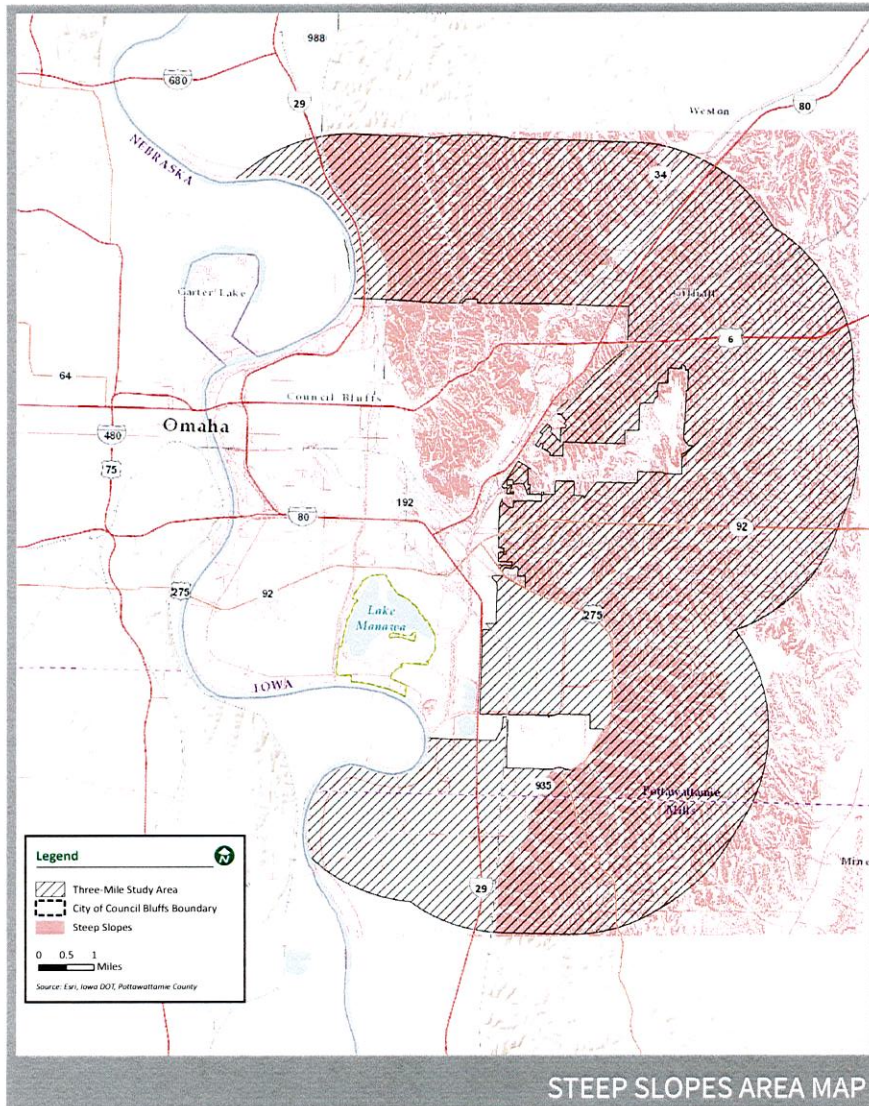 988
680
29
80
Weston
NEBRASKA
34
Carter Lake
6
64
Council Bluffs
Omaha
480
75
192
80
92
275
92
Lake
Manawa
275
IOWA
935
Pottawattamie
Mills
29
Legend
N
Three-Mile Study Area
City of Council Bluffs Boundary
Steep Slopes
0 0.5 1
Miles
Source: Esri, Iowa DOT, Pottawattamie County
STEEP SLOPES AREA MAP